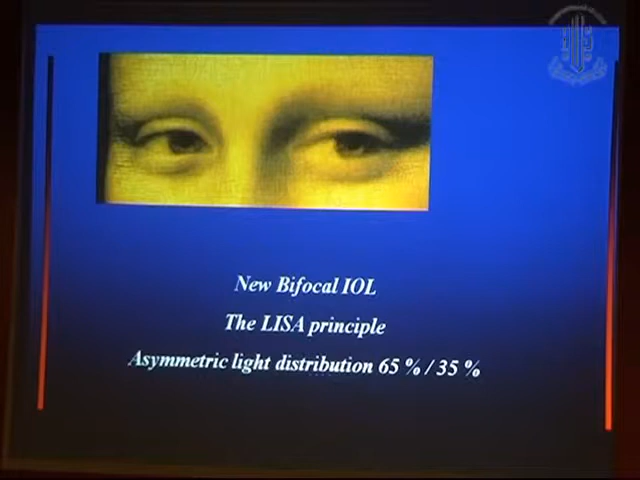 New Bifocal IOL
The LISA principle
Asymmetric light distribution 65 % / 35 %